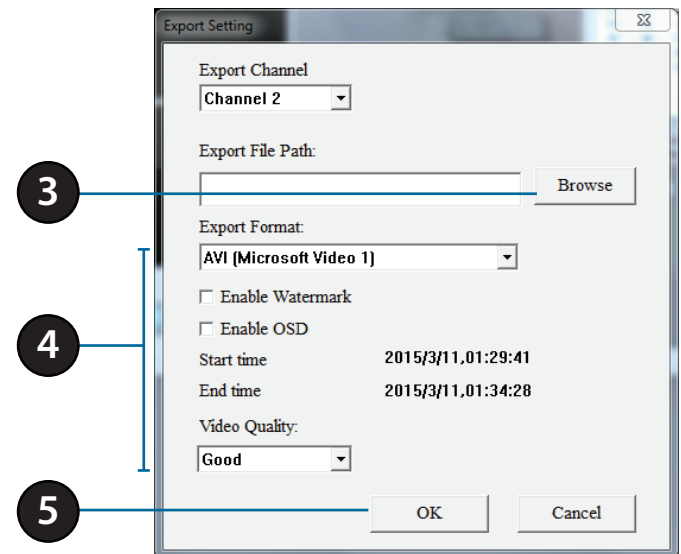 Export Setting
Export Channel
Channel 2
Export File Path:
3
Browse
Export Format:
AVI (Microsoft Video 1)
Enable Watermark
4
Enable OSD
Start time 2015/3/11,01:29:41
End time 2015/3/11,01:34:28
Video Quality:
Good
5
OK Cancel